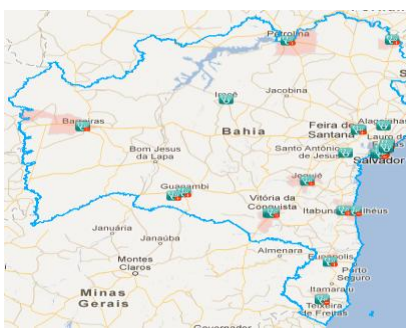 Petrolina
Irecê
Jacobina
Barreiras
Bahia
Feira de
Santana
Alagoinhas
Lauro de
Santo Antônio
de Jesus
Salvador
Bom Jesus
da Lapa
Guanambi
Jequié
Vitória da
Conquista
Itabuna
Ilhéus
Januária
Janaúba
Montes
Claros
Almenara
Eunápolis
Porto
Seguro
Itamaraju
Teixeira
de Freitas
Minas
Gerais